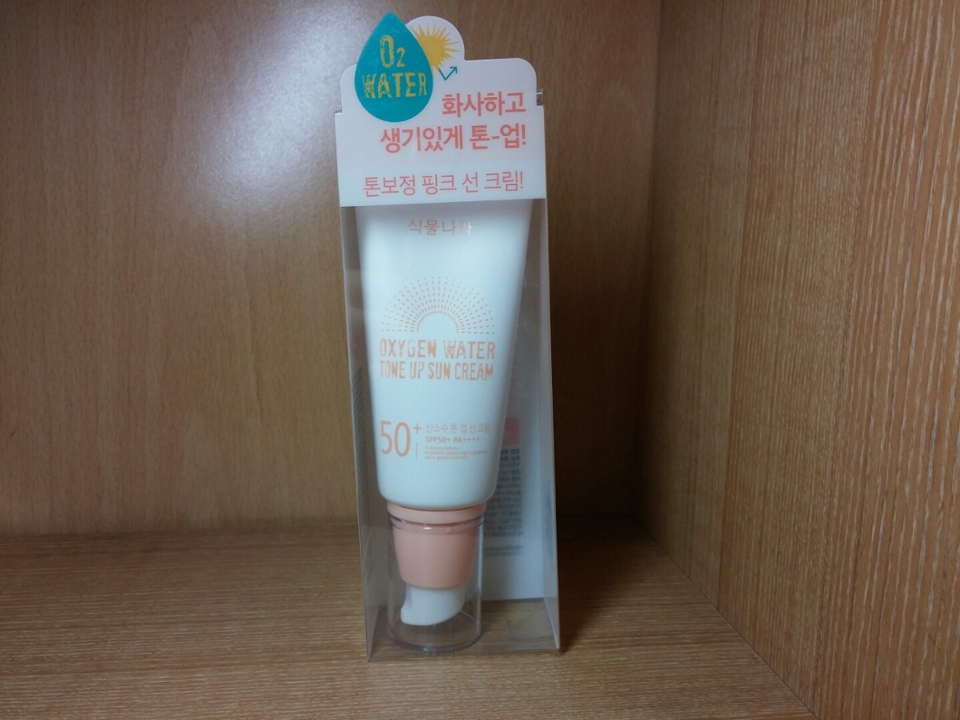 O2
WATER
화사하고
생기있게 톤-업!
톤보정 핑크 선 크림!
식물나라
OXYGEN WATER
TONE UP SUN CREAM
50+
산소수 톤 업 선크림
SPF50+ PA++++